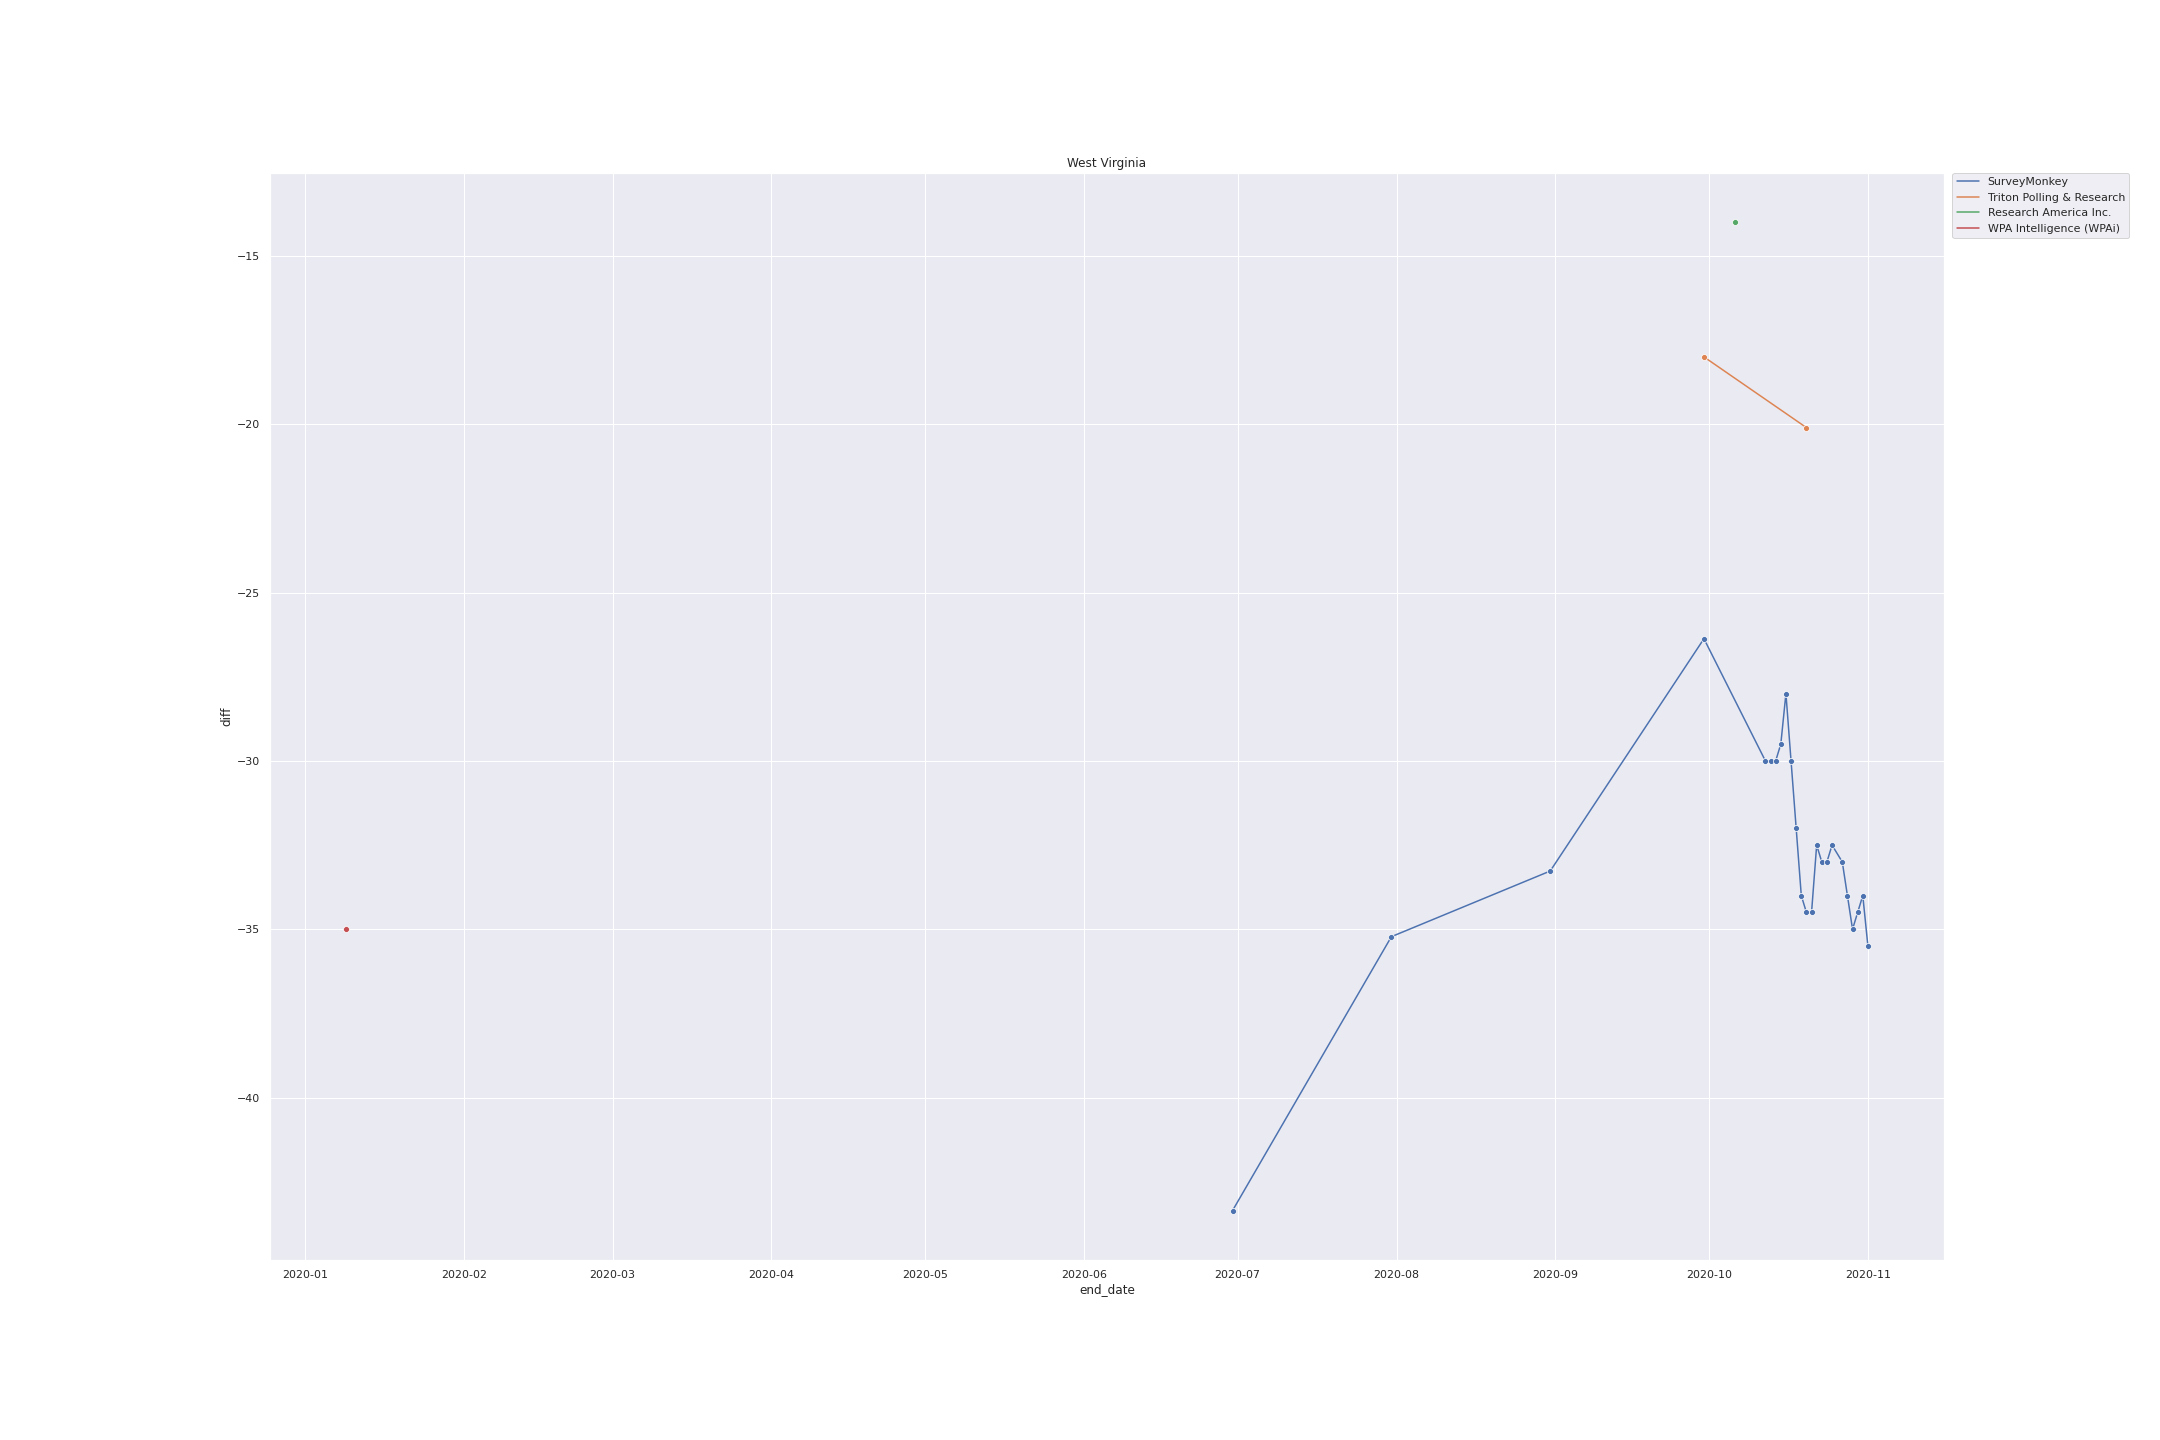 West Virginia
SurveyMonkey
Triton Polling & Research
Research America Inc.
WPA Intelligence (WPAi)
−15
−20
−25
−30
−35
−40
diff
2020-01 2020-02 2020-03 2020-04 2020-05 2020-06 2020-07 2020-08 2020-09 2020-10 2020-11
end_date